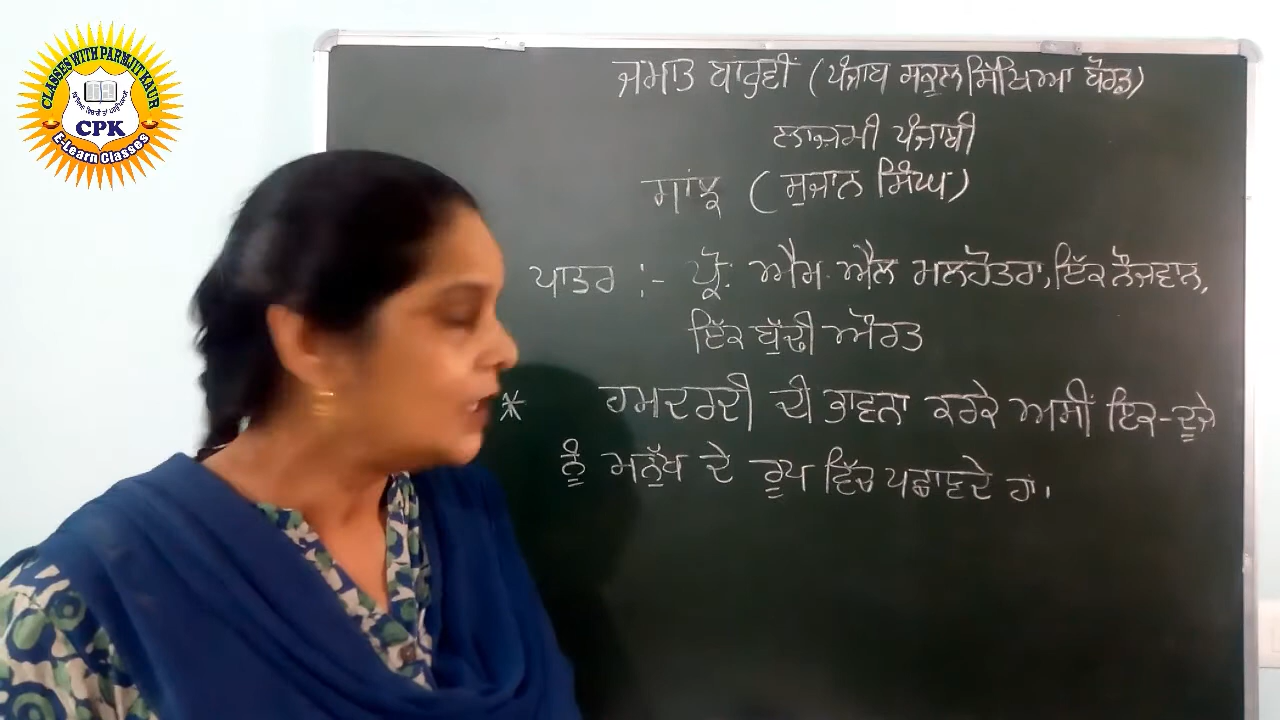 CLASSES WITH PARMJIT KAUR
CPK
E-Learn Classes
ਜਮਾਤ ਬਾਰ੍ਹਵੀਂ (ਪੰਜਾਬ ਸਕੂਲ ਸਿੱਖਿਆ ਬੋਰਡ)
ਲਾਜ਼ਮੀ ਪੰਜਾਬੀ
ਸਾਂਝ (ਸੁਜਾਨ ਸਿੰਘ)
ਪਾਤਰ :- ਪ੍ਰੋ: ਐਮ. ਐਲ ਮਲਹੋਤਰਾ, ਇੱਕ ਨੌਜਵਾਨ,
ਇੱਕ ਬੁੱਢੀ ਔਰਤ
* ਹਮਦਰਦੀ ਦੀ ਭਾਵਨਾ ਕਰਕੇ ਅਸੀਂ ਇਕ-ਦੂਜੇ
ਨੂੰ ਮਨੁੱਖ ਦੇ ਰੂਪ ਵਿੱਚ ਪਛਾਣਦੇ ਹਾਂ।